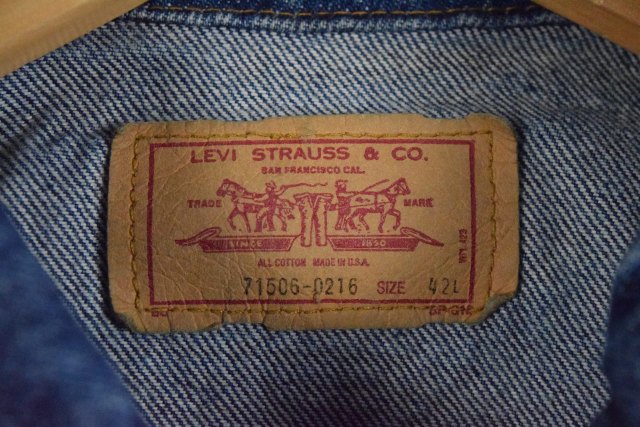 LEVI STRAUSS & CO.
SAN FRANCISCO CAL.
TRADE MARK
SINCE 1850
ALL COTTON MADE IN U.S.A.
71506-0216 SIZE 42L